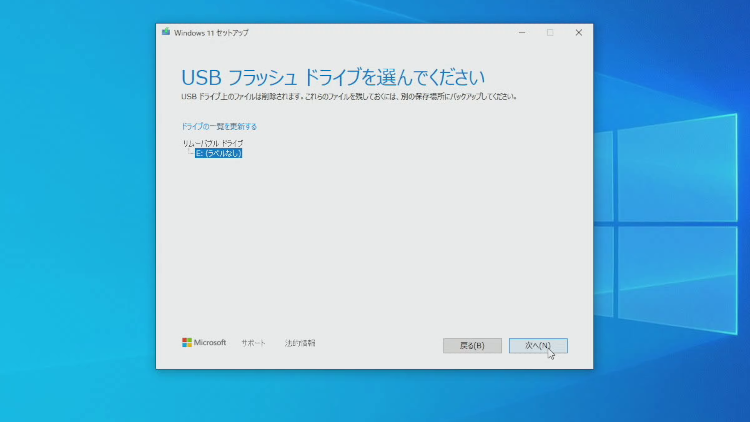 Windows 11 セットアップ
USB フラッシュ ドライブを選んでください
USB ドライブ上のファイルは削除されます。これらのファイルを残しておくには、別の保存場所にバックアップしてください。
ドライブの一覧を更新する
リムーバブル ドライブ
E: (ラベルなし)
Microsoft サポート 法的情報 戻る(B) 次へ(N)